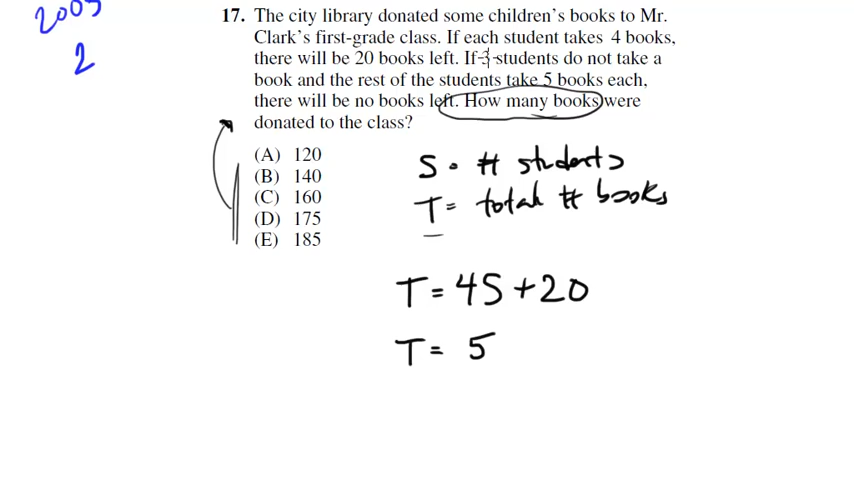 2005
2
17. The city library donated some children's books to Mr.
Clark's first-grade class. If each student takes 4 books,
there will be 20 books left. If 3 students do not take a
book and the rest of the students take 5 books each,
there will be no books left. How many books were
donated to the class?
(A) 120
(B) 140
(C) 160
(D) 175
(E) 185
S = # students
T = total # books
T = 4S + 20
T = 5